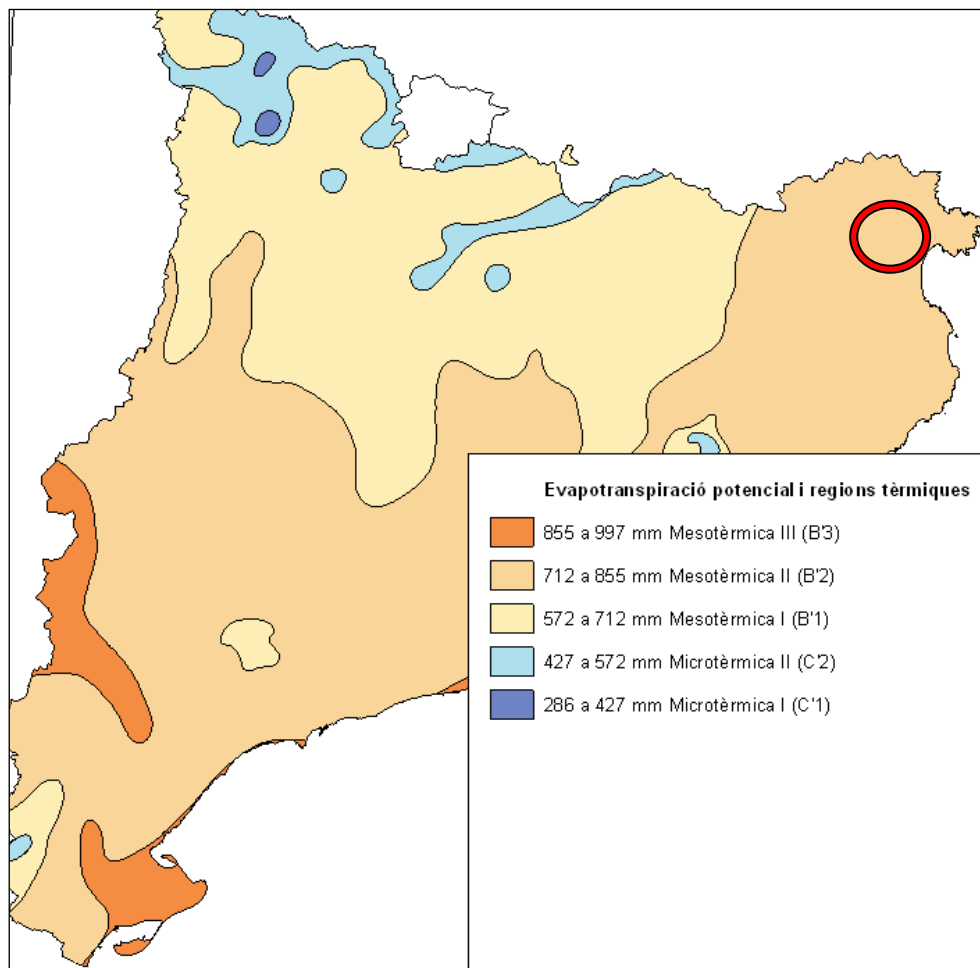 Evapotranspiració potencial i regions tèrmiques
855 a 997 mm Mesotèrmica III (B'3)
712 a 855 mm Mesotèrmica II (B'2)
572 a 712 mm Mesotèrmica I (B'1)
427 a 572 mm Microtèrmica II (C'2)
286 a 427 mm Microtèrmica I (C'1)